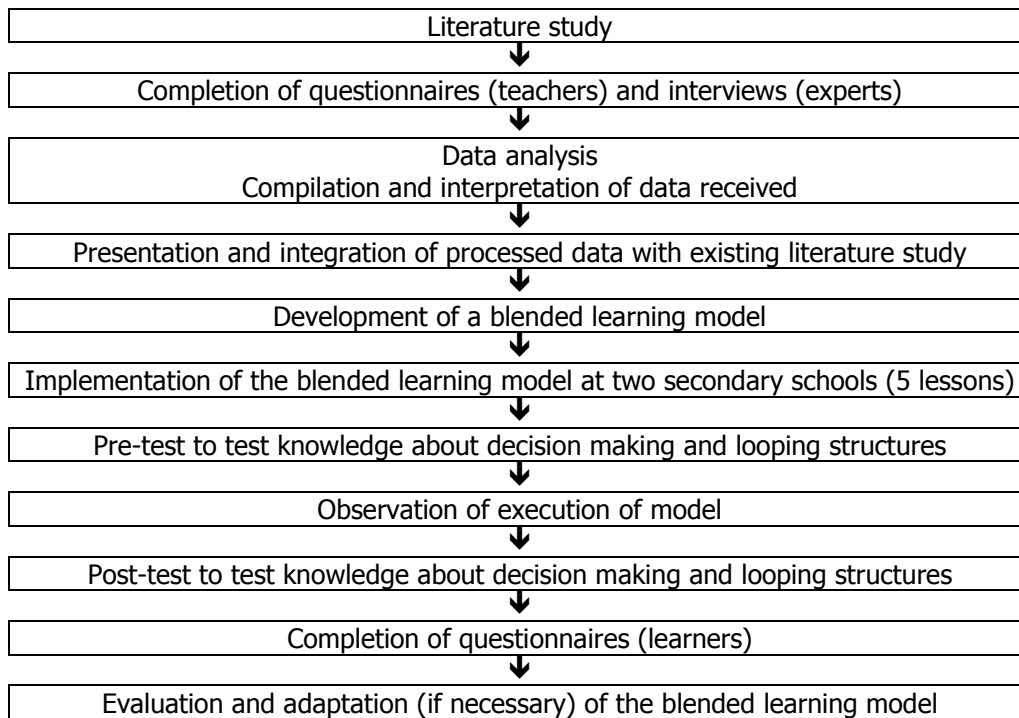 Literature study
Completion of questionnaires (teachers) and interviews (experts)
Data analysis
Compilation and interpretation of data received
Presentation and integration of processed data with existing literature study
Development of a blended learning model
Implementation of the blended learning model at two secondary schools (5 lessons)
Pre-test to test knowledge about decision making and looping structures
Observation of execution of model
Post-test to test knowledge about decision making and looping structures
Completion of questionnaires (learners)
Evaluation and adaptation (if necessary) of the blended learning model